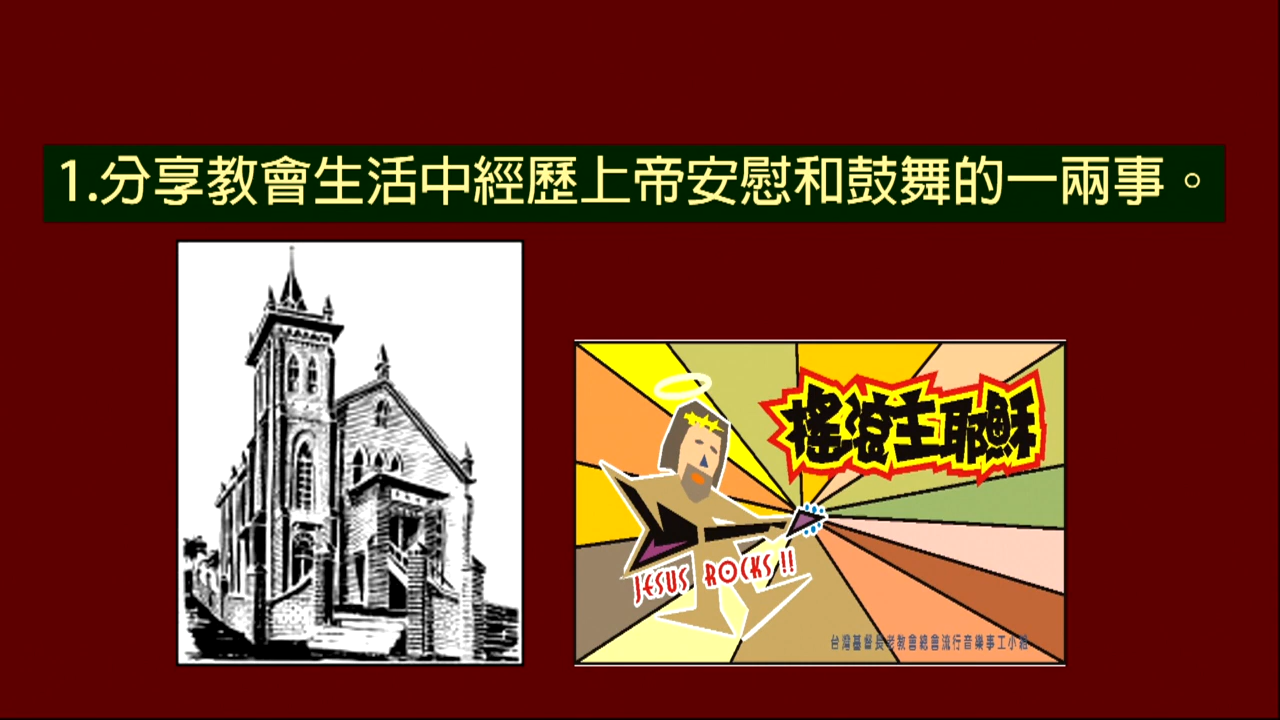 1.分享教會生活中經歷上帝安慰和鼓舞的一兩事。
搖滾主耶穌
JESUS ROCKS !!
台灣基督長老教會總會流行音樂事工小組